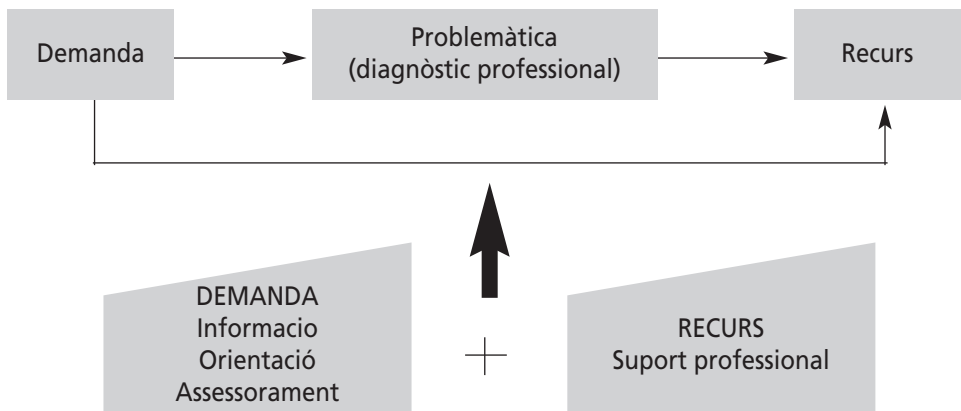 Demanda
Problemàtica
(diagnòstic professional)
Recurs
DEMANDA
Informacio
Orientació
Assessorament
+
RECURS
Suport professional